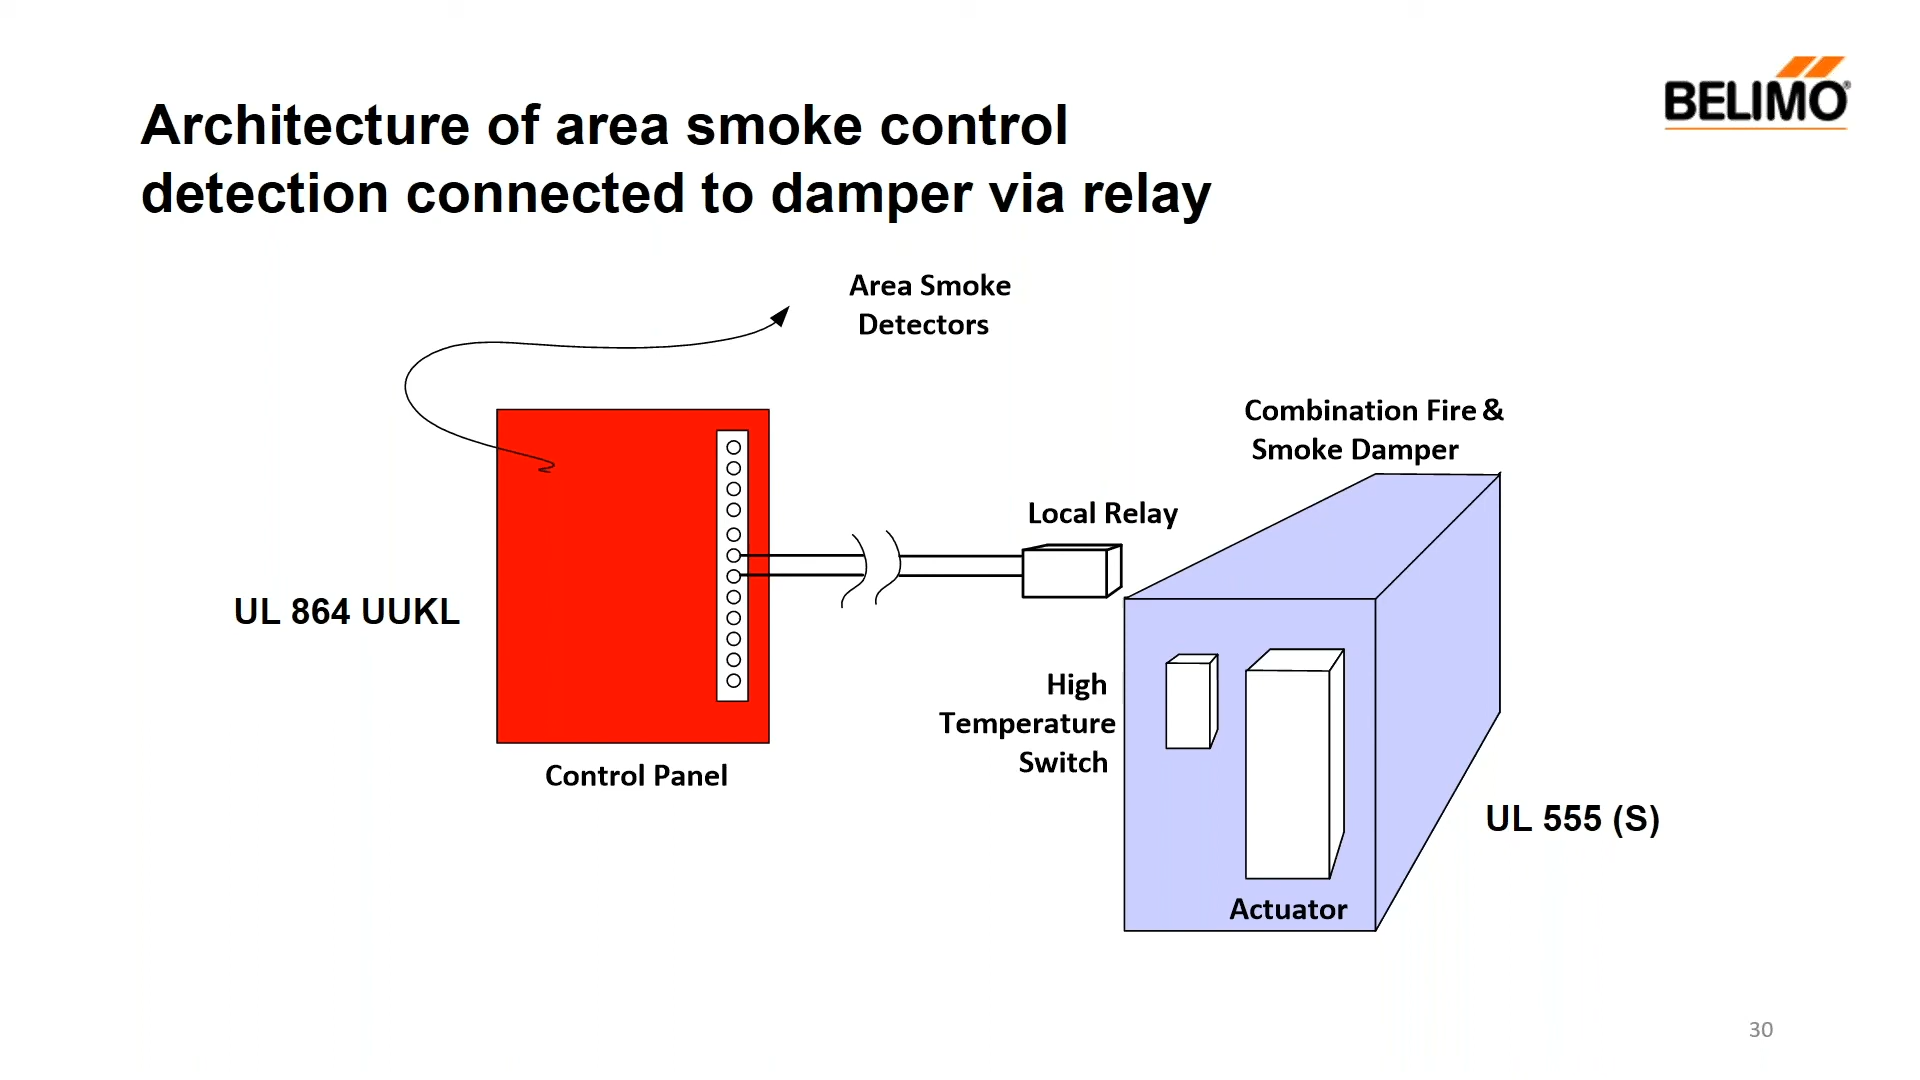 BELIMO®
Architecture of area smoke control
detection connected to damper via relay
Area Smoke
Detectors
Combination Fire &
Smoke Damper
Local Relay
UL 864 UUKL
High
Temperature
Switch
Control Panel
UL 555 (S)
Actuator
30